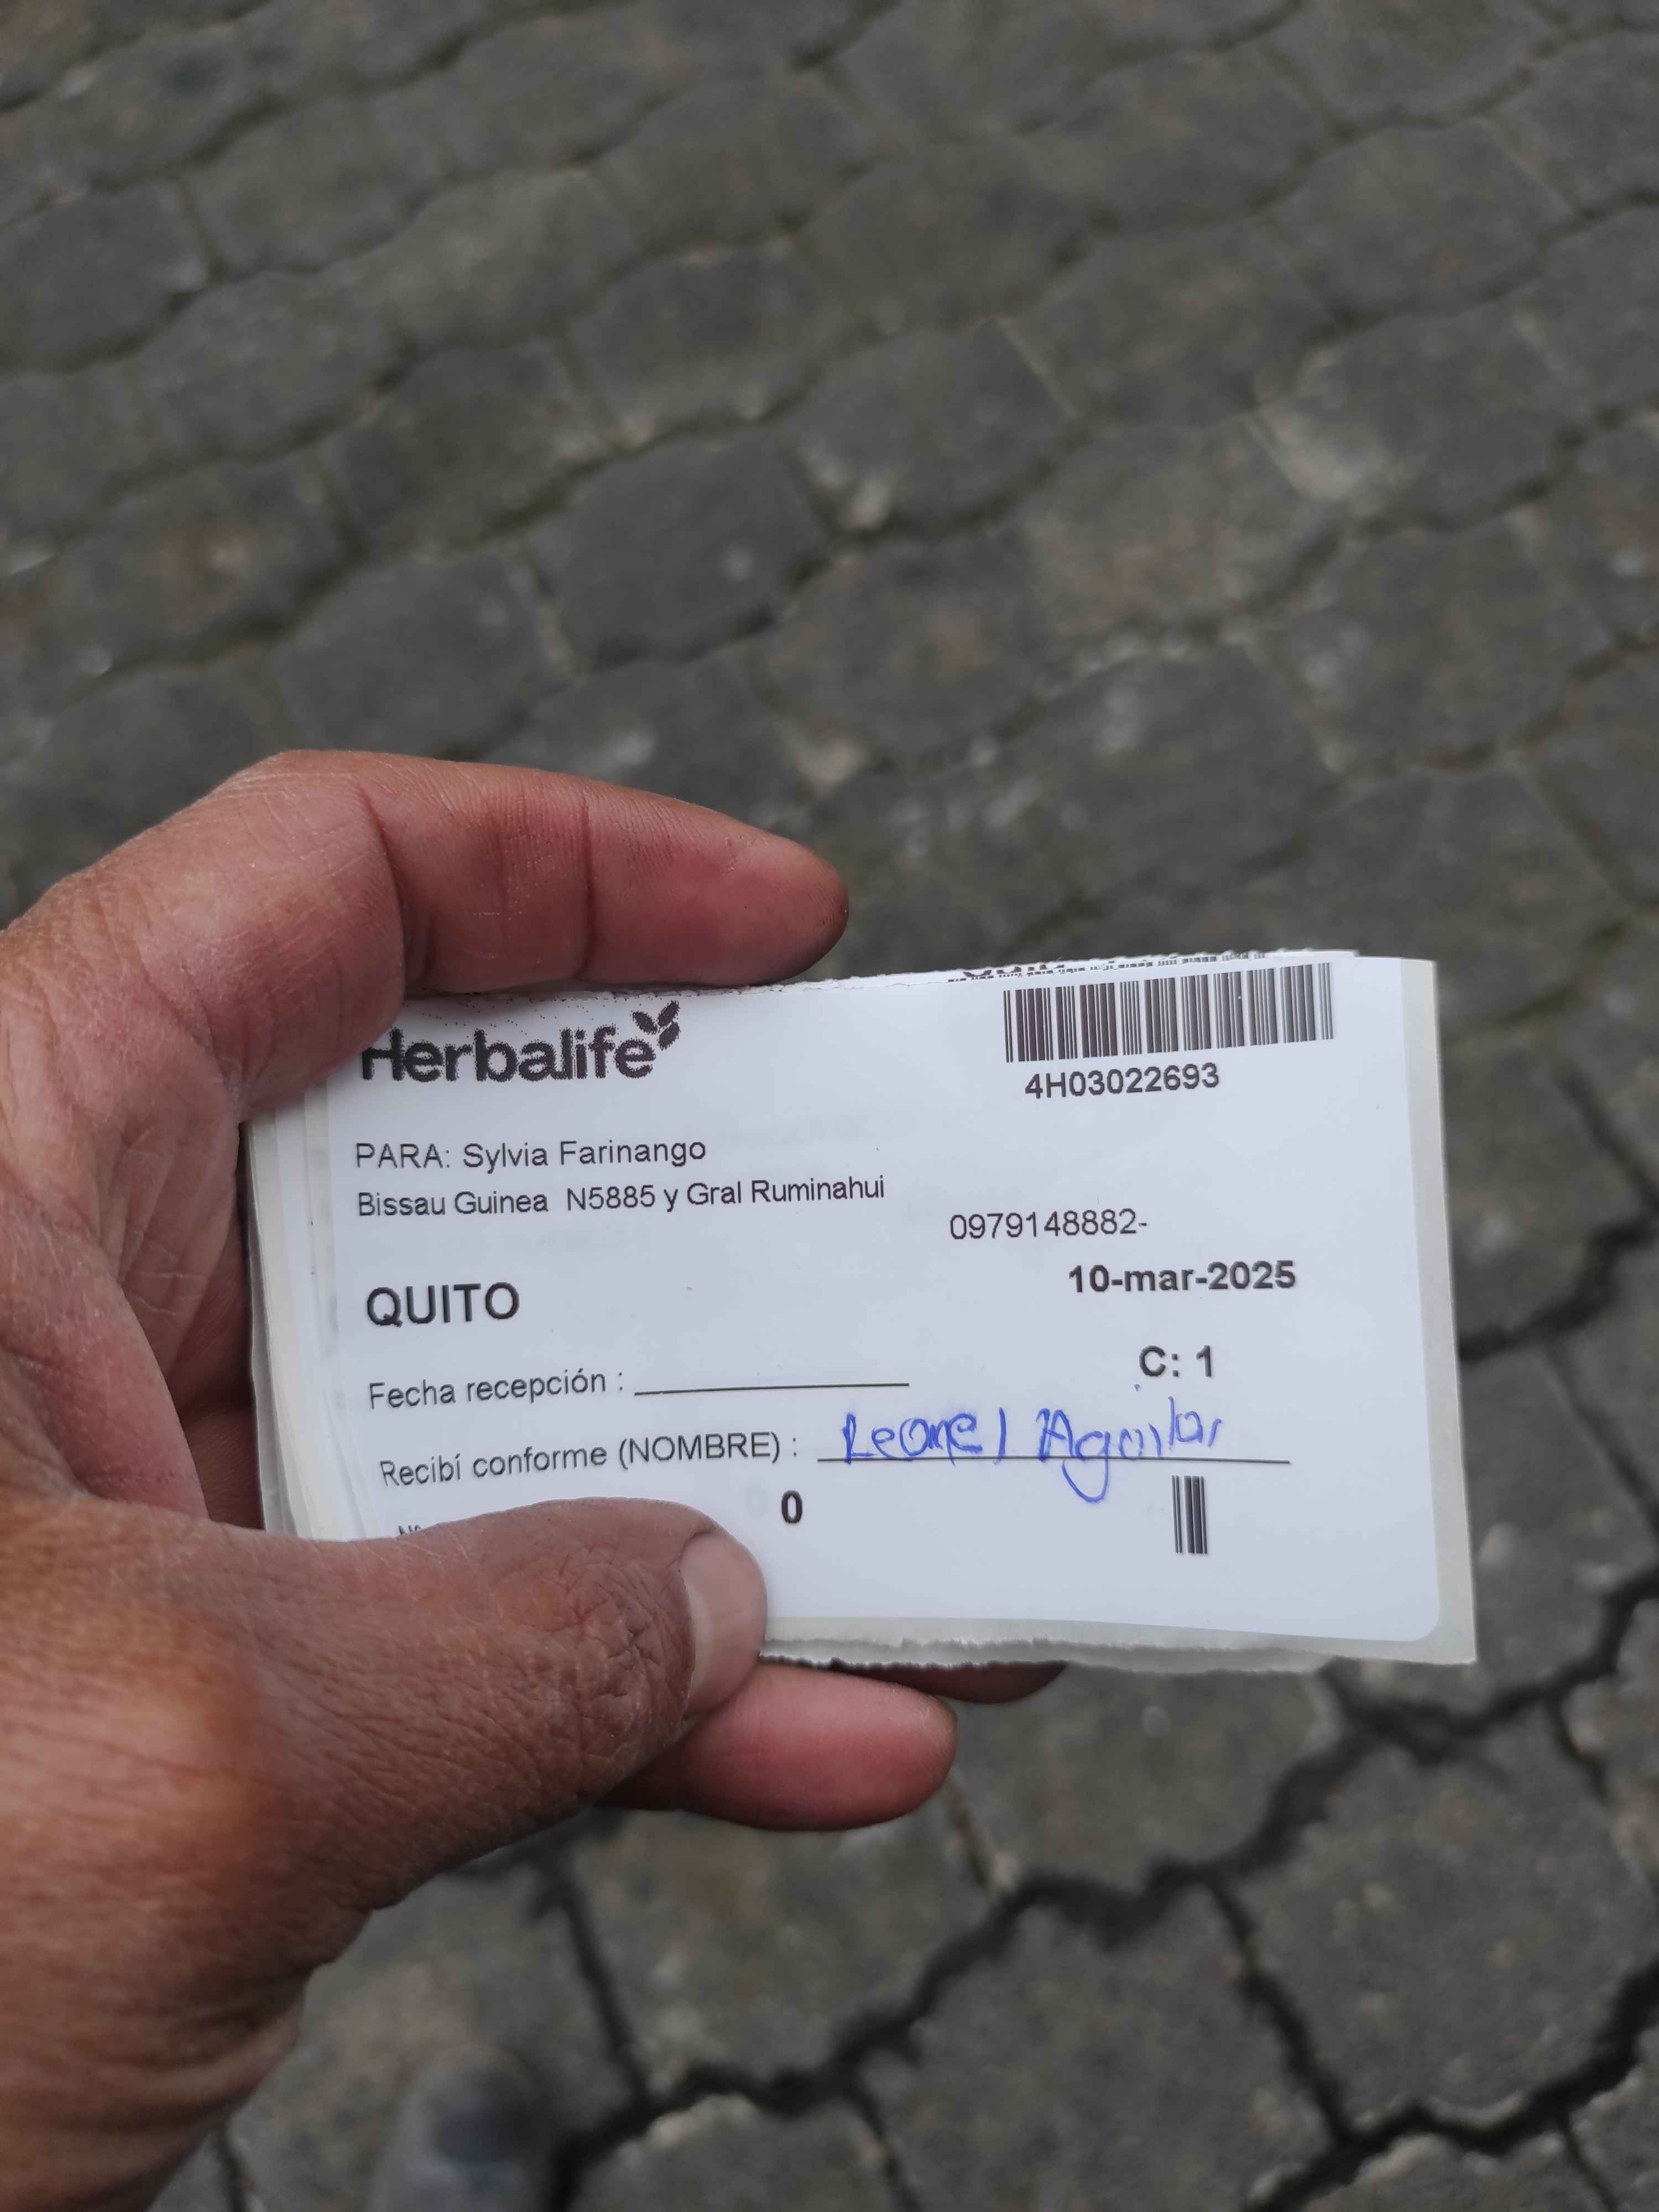 Herbalife
4H03022693
PARA: Sylvia Farinango
Bissau Guinea N5885 y Gral Ruminahui
0979148882-
10-mar-2025
QUITO
C: 1
Fecha recepción :
Recibí conforme (NOMBRE) : Leonel Aguilar
0